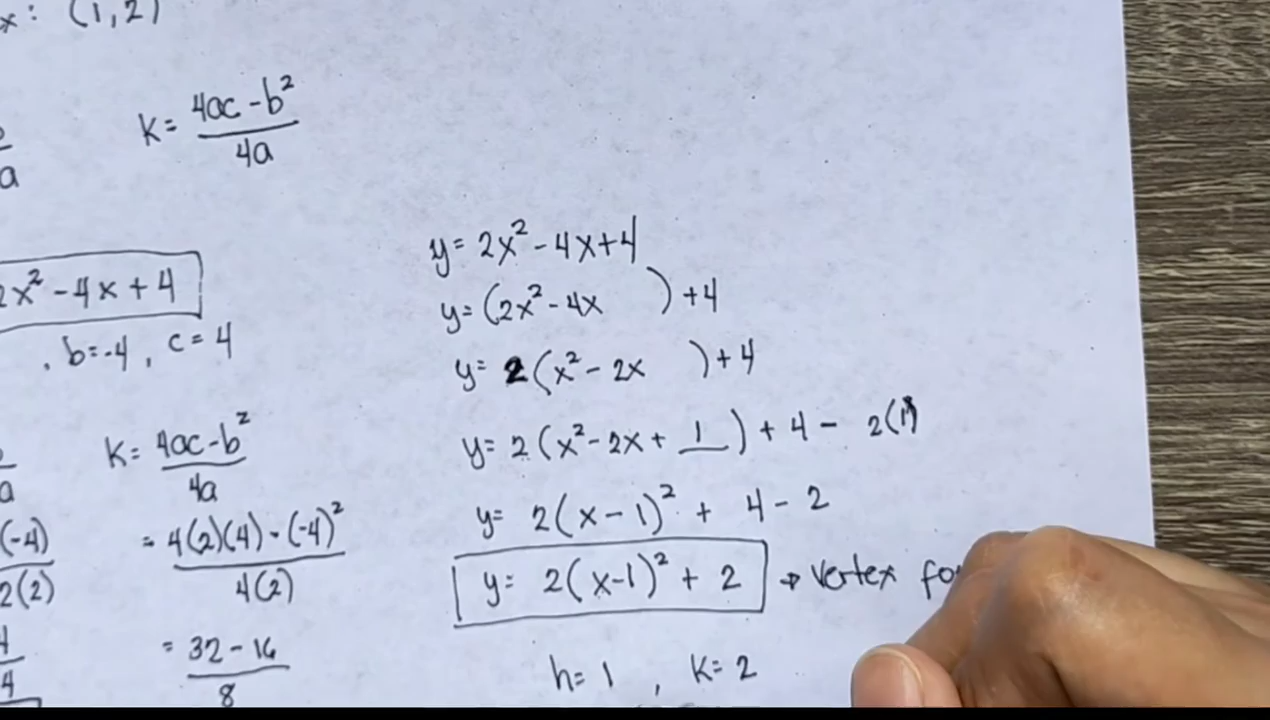 x: (1,2)
k= 4ac-b²
4a
a
y= 2x²-4x+4
y= (2x²-4x ) +4
2x²-4x+4
b=-4, c=4
y= 2(x²-2x )+4
y= 2(x²-2x+ 1 ) + 4 - 2(1)
k= 4ac-b²
4a
a
y= 2(x-1)² + 4-2
(-4)
2(2)
= 4(2)(4)-(-4)²
4(2)
y= 2(x-1)² + 2 → vertex fo
4
4
= 32-16
8
h= 1 , k= 2